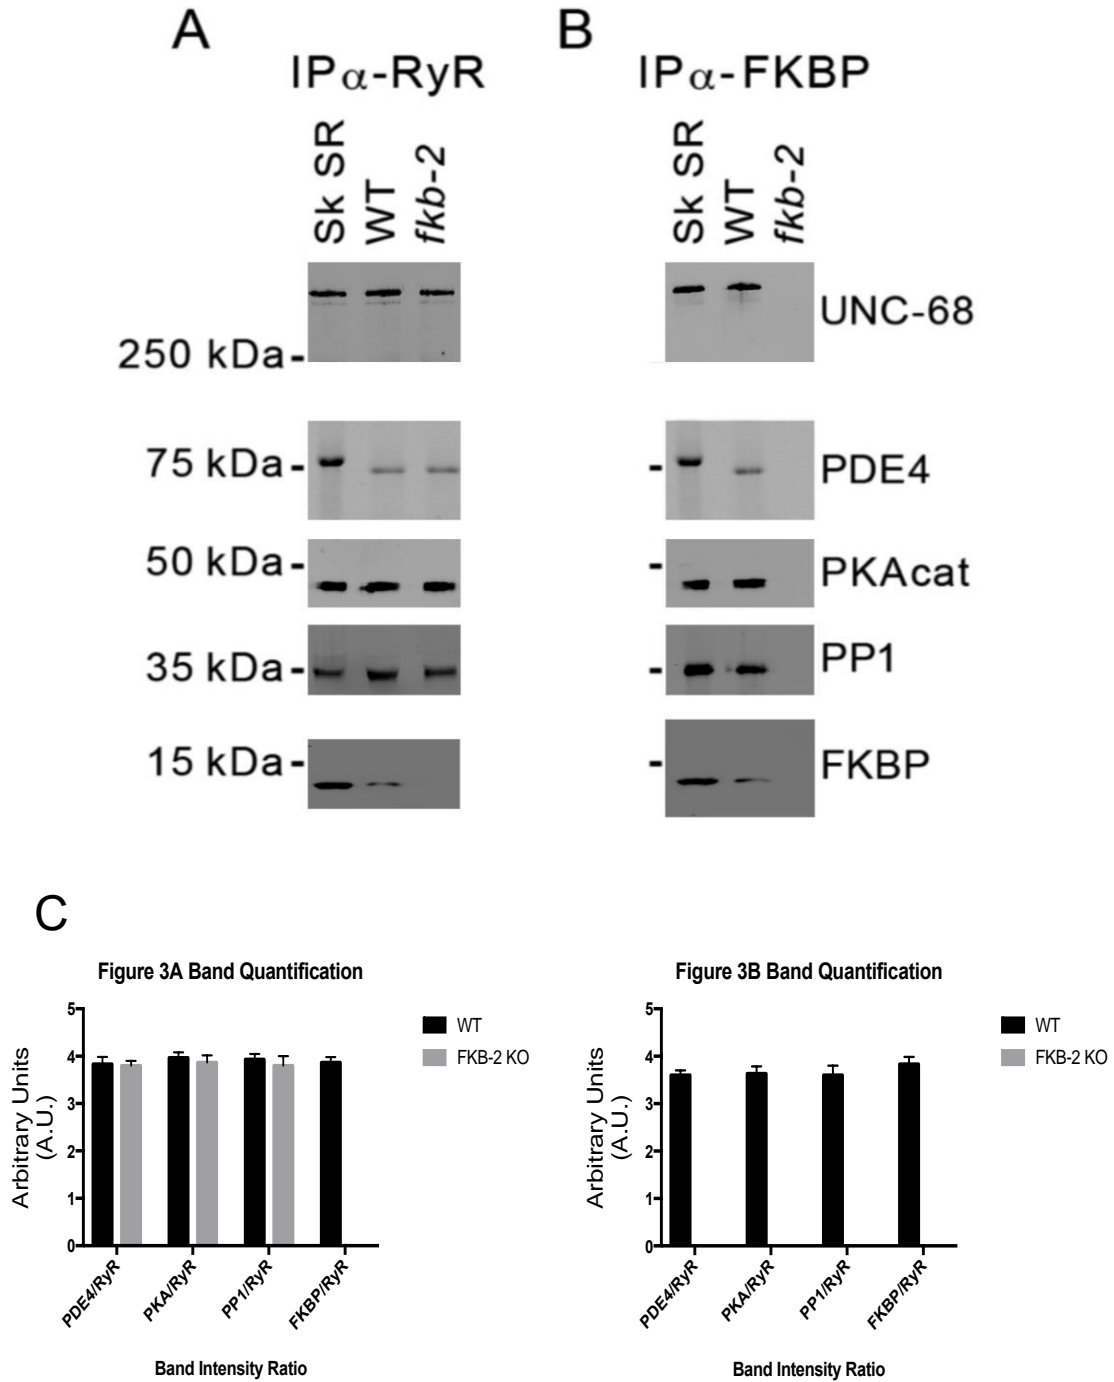 A
B
IPα-RyR
IPα-FKBP
Sk SR
WT
fkb-2
Sk SR
WT
fkb-2
UNC-68
250 kDa-
75 kDa-
- PDE4
50 kDa-
- PKAcat
35 kDa-
- PP1
15 kDa-
- FKBP
C
Figure 3A Band Quantification
Arbitrary Units
(A.U.)
5
4
3
2
1
0
WT
FKB-2 KO
PDE4/RyR
PKA/RyR
PP1/RyR
FKBP/RyR
Band Intensity Ratio
Figure 3B Band Quantification
Arbitrary Units
(A.U.)
5
4
3
2
1
0
WT
FKB-2 KO
PDE4/RyR
PKA/RyR
PP1/RyR
FKBP/RyR
Band Intensity Ratio